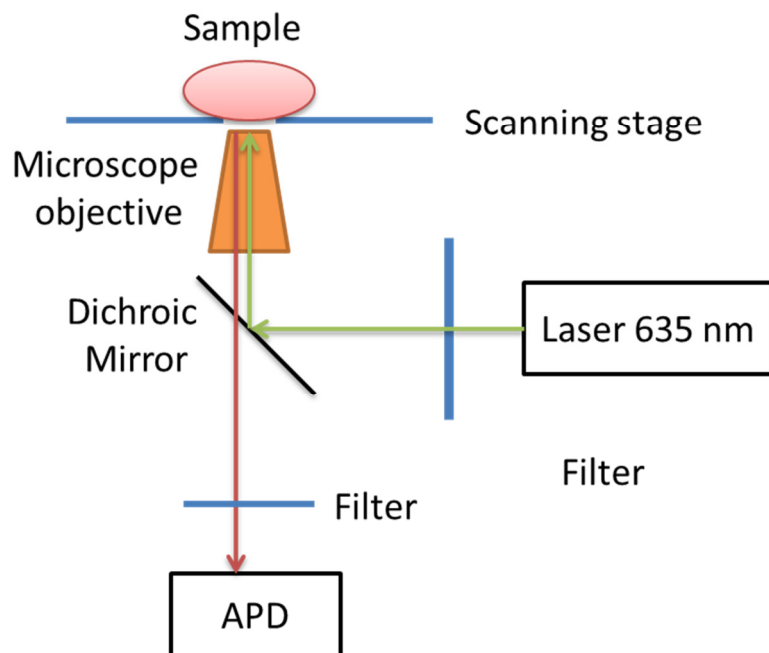 Sample
Scanning stage
Microscope
objective
Dichroic
Mirror
Laser 635 nm
Filter
Filter
APD